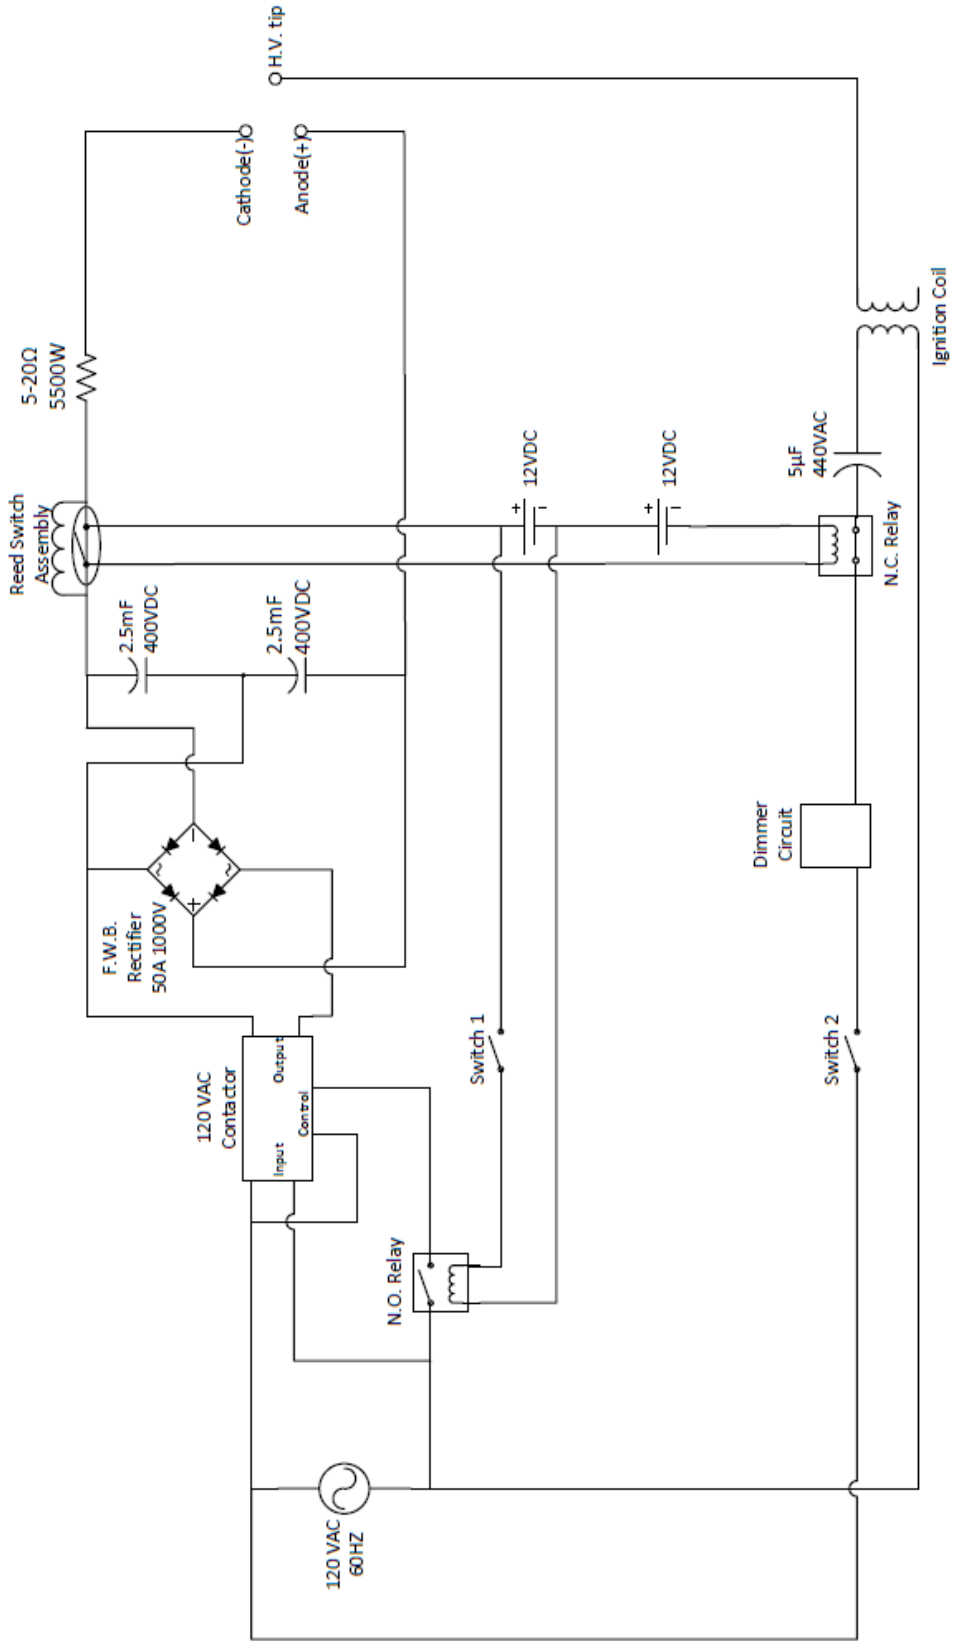 Reed Switch
Assembly
5-20Ω
5500W
F.W.B.
Rectifier
50A 1000V
+
~
~
−
2.5mF
400VDC
2.5mF
400VDC
Cathode(-)
Anode(+)
H.V. tip
120 VAC
Contactor
Input
Output
Control
120 VAC
60HZ
N.O. Relay
Switch 1
+
−
12VDC
+
−
12VDC
Dimmer
Circuit
5µF
440VAC
Switch 2
N.C. Relay
Ignition Coil